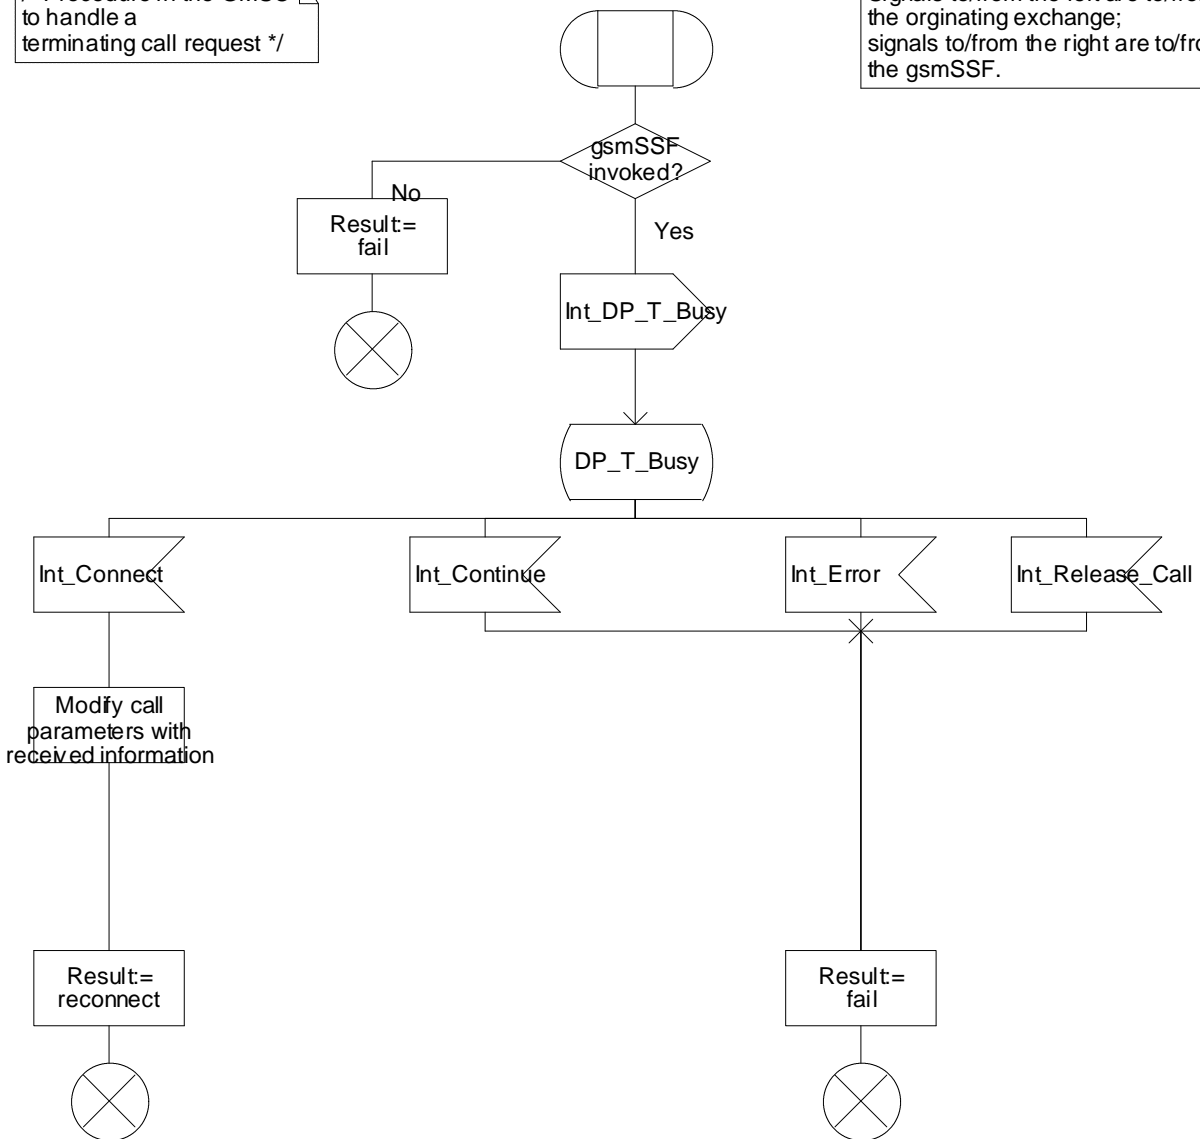 to handle a
terminating call request */
the orginating exchange;
signals to/from the right are to/fro
the gsmSSF.
gsmSSF
invoked?
No
Yes
Result:=
fail
Int_DP_T_Busy
DP_T_Busy
Int_Connect
Int_Continue
Int_Error
Int_Release_Call
Modify call
parameters with
received information
Result:=
reconnect
Result:=
fail